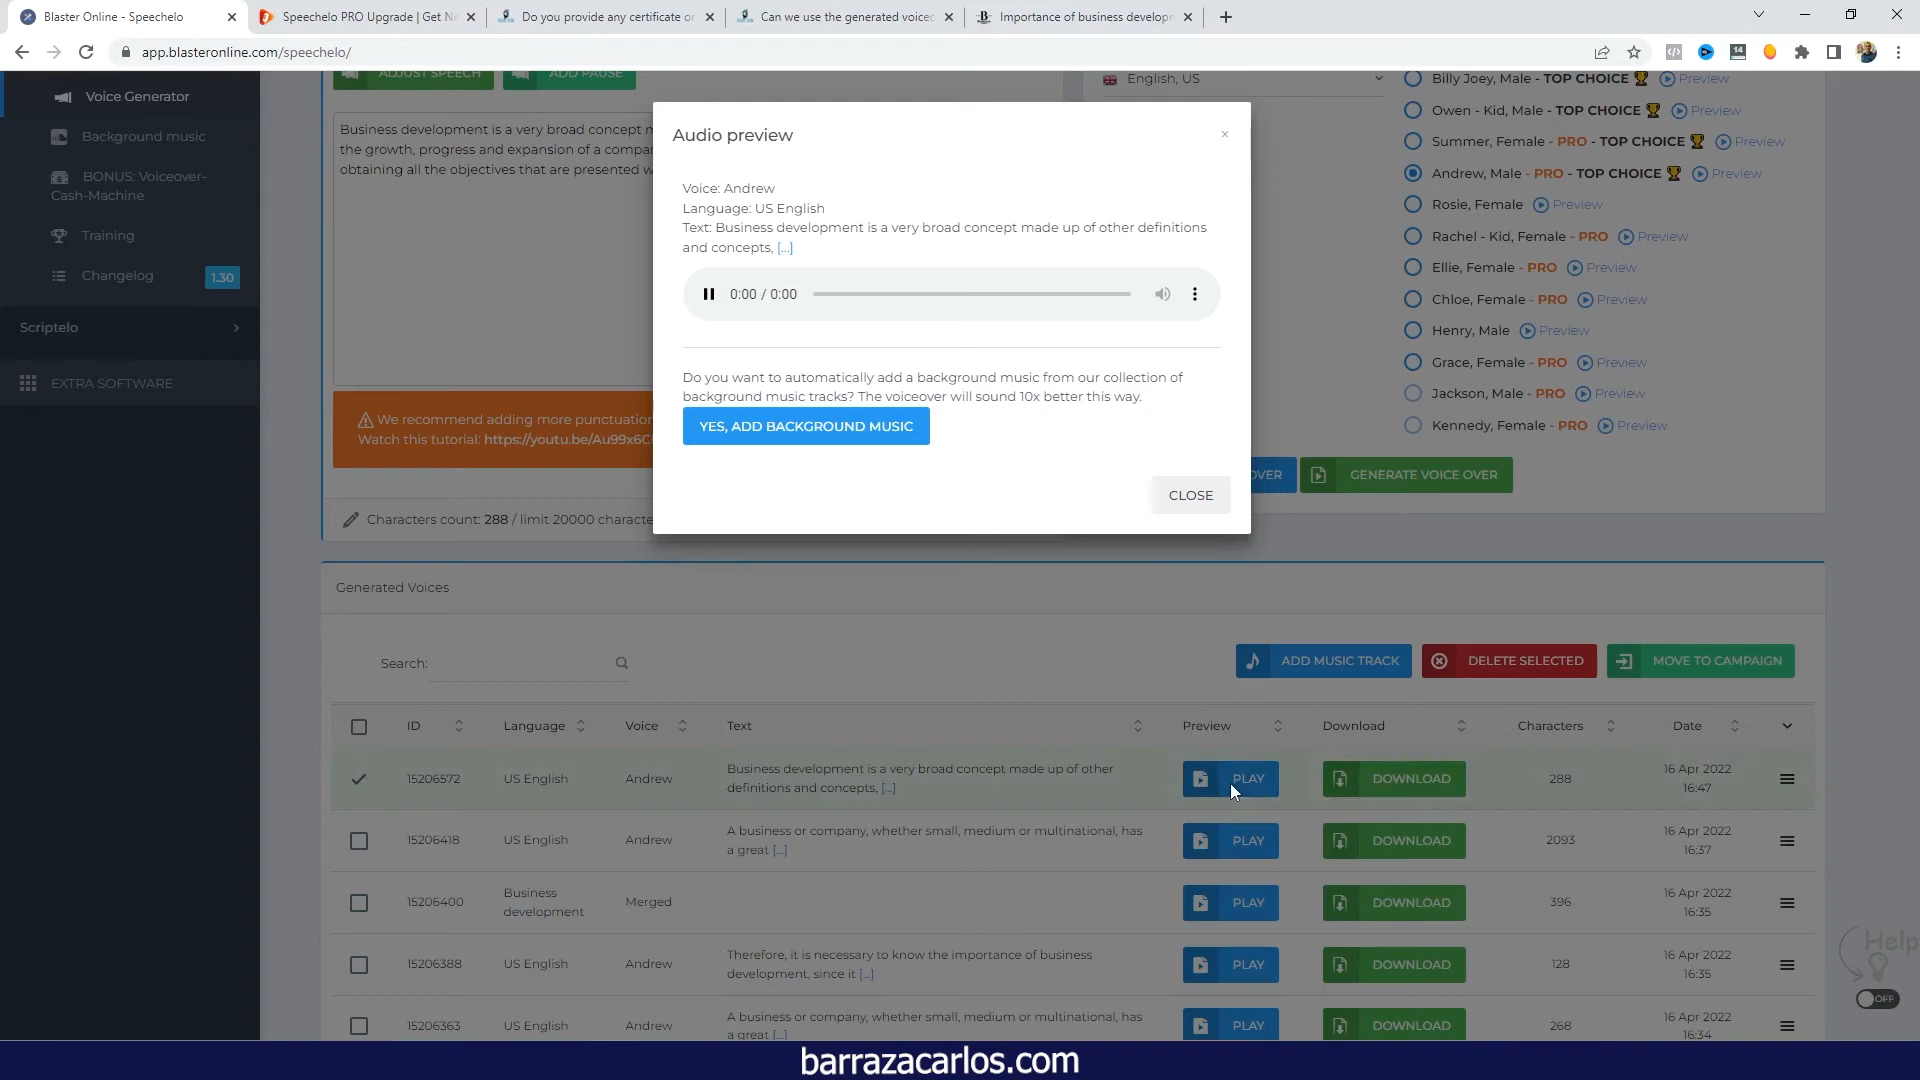 Blaster Online - Speechelo
Speechelo PRO Upgrade | Get Ne
Do you provide any certificate or
Can we use the generated voiceo
Importance of business developm
app.blasteronline.com/speechelo/
14
Voice Generator
Background music
BONUS: Voiceover-
Cash-Machine
Training
Changelog
1.30
Scriptelo
EXTRA SOFTWARE
ADJUST SPEECH
ADD PAUSE
Business development is a very broad concept m
the growth, progress and expansion of a compa
obtaining all the objectives that are presented w
We recommend adding more punctuation
Watch this tutorial: https://youtu.be/Au99x6C
Characters count: 288 / limit 20000 characte
Audio preview
×
Voice: Andrew
Language: US English
Text: Business development is a very broad concept made up of other definitions
and concepts, [...]
0:00 / 0:00
Do you want to automatically add a background music from our collection of
background music tracks? The voiceover will sound 10x better this way.
YES, ADD BACKGROUND MUSIC
CLOSE
English, US
Billy Joey, Male - TOP CHOICE Preview
Owen - Kid, Male - TOP CHOICE Preview
Summer, Female - PRO - TOP CHOICE Preview
Andrew, Male - PRO - TOP CHOICE Preview
Rosie, Female Preview
Rachel - Kid, Female - PRO Preview
Ellie, Female - PRO Preview
Chloe, Female - PRO Preview
Henry, Male Preview
Grace, Female - PRO Preview
Jackson, Male - PRO Preview
Kennedy, Female - PRO Preview
OVER
GENERATE VOICE OVER
Generated Voices
Search:
ADD MUSIC TRACK
DELETE SELECTED
MOVE TO CAMPAIGN
ID Language Voice Text Preview Download Characters Date
15206572 US English Andrew Business development is a very broad concept made up of other PLAY DOWNLOAD 288 16 Apr 2022
definitions and concepts, [...] 16:47
15206418 US English Andrew A business or company, whether small, medium or multinational, has PLAY DOWNLOAD 2093 16 Apr 2022
a great [...] 16:37
15206400 Business Merged PLAY DOWNLOAD 396 16 Apr 2022
development 16:35
15206388 US English Andrew Therefore, it is necessary to know the importance of business PLAY DOWNLOAD 128 16 Apr 2022
development, since it [...] 16:35
15206363 US English Andrew A business or company, whether small, medium or multinational, has PLAY DOWNLOAD 268 16 Apr 2022
a great [...] 16:34
Help
OFF
barrazacarlos.com